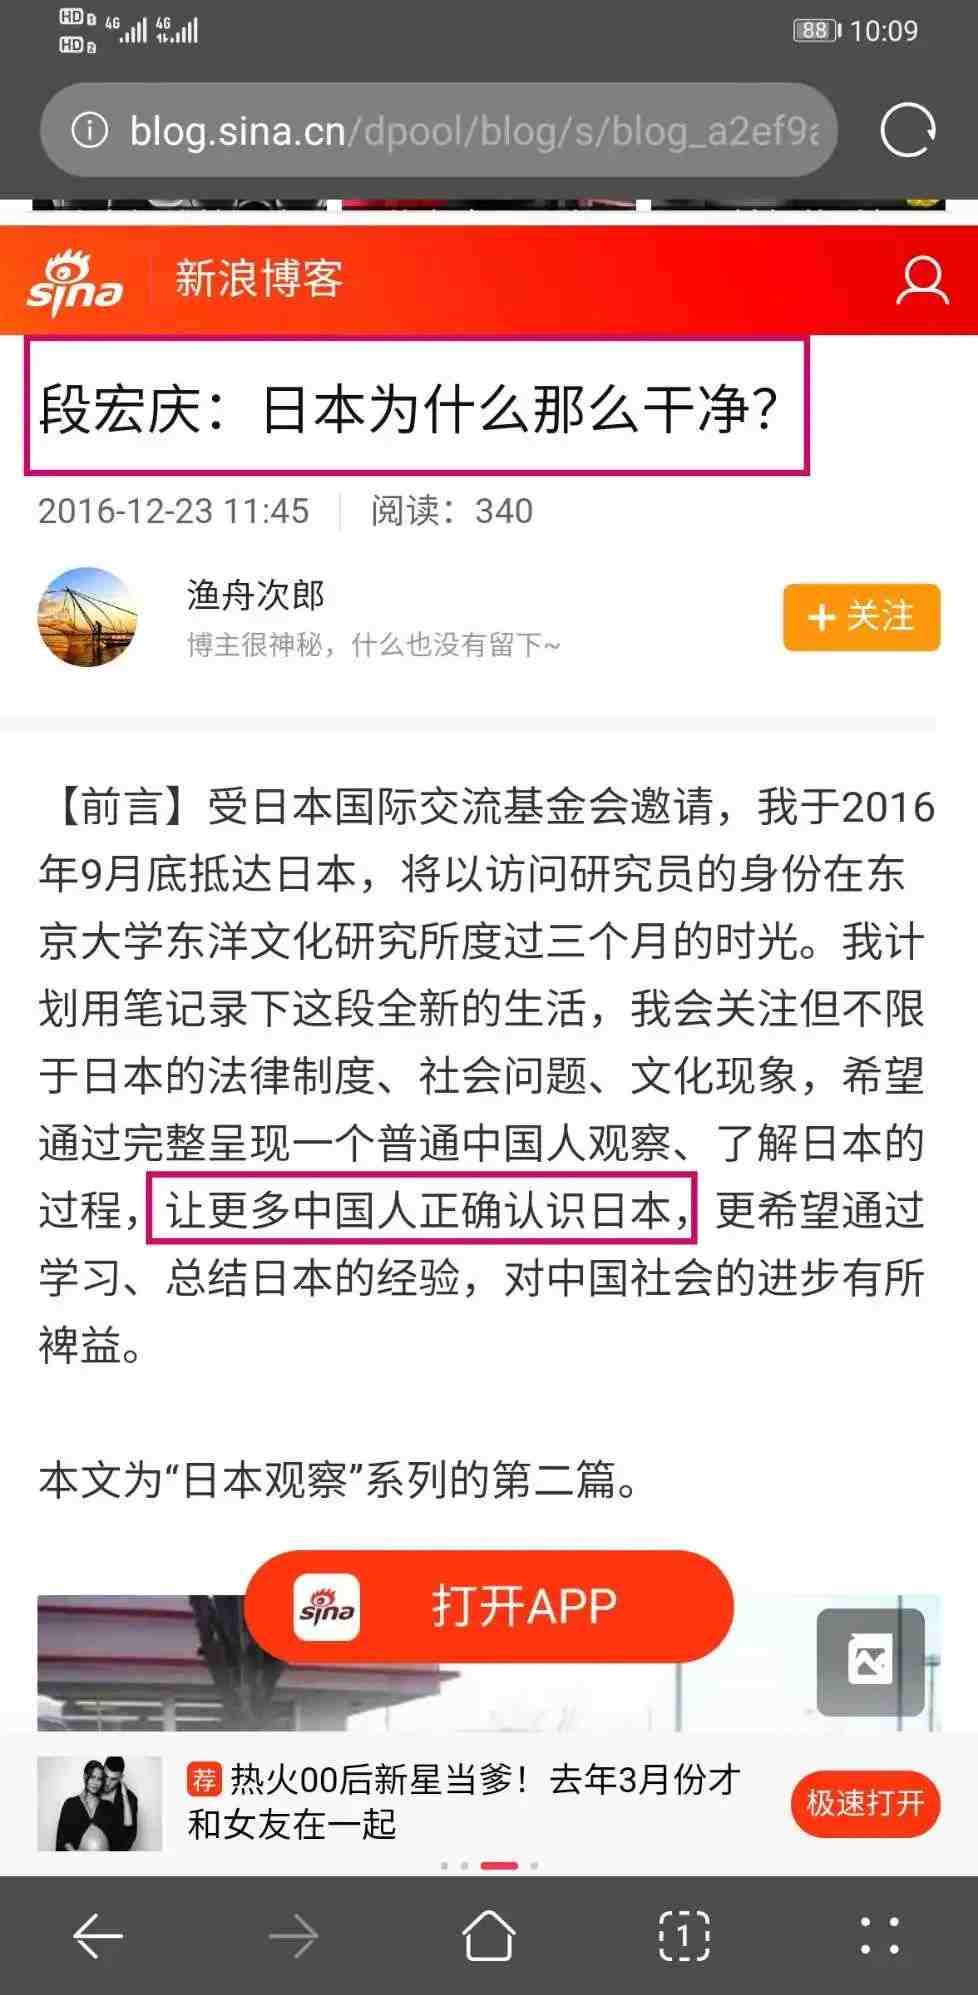 HD 1 4G 4G 88 10:09
HD 2
blog.sina.cn/dpool/blog/s/blog_a2ef9a
sina 新浪博客
段宏庆：日本为什么那么干净？
2016-12-23 11:45 阅读：340
渔舟次郎
博主很神秘，什么也没有留下~
+ 关注
【前言】受日本国际交流基金会邀请，我于2016
年9月底抵达日本，将以访问研究员的身份在东
京大学东洋文化研究所度过三个月的时光。我计
划用笔记录下这段全新的生活，我会关注但不限
于日本的法律制度、社会问题、文化现象，希望
通过完整呈现一个普通中国人观察、了解日本的
过程，让更多中国人正确认识日本，更希望通过
学习、总结日本的经验，对中国社会的进步有所
裨益。
本文为“日本观察”系列的第二篇。
sina 打开APP
荐 热火00后新星当爹！去年3月份才
和女友在一起
极速打开
1